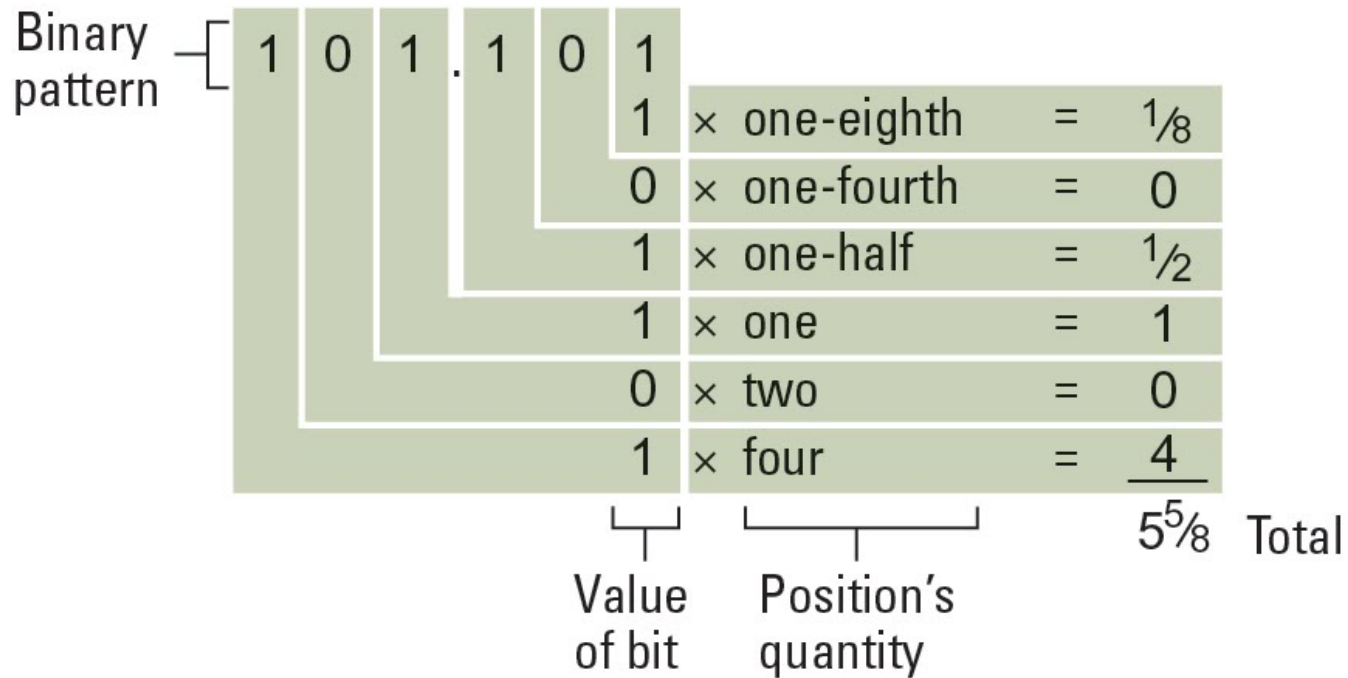 Binary
pattern
1 0 1 . 1 0 1
1 × one-eighth = 1/8
0 × one-fourth = 0
1 × one-half = 1/2
1 × one = 1
0 × two = 0
1 × four = 4
5 5/8 Total
Value
of bit
Position's
quantity